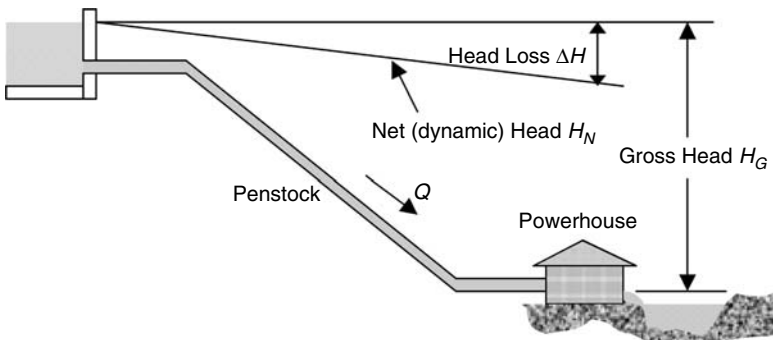 Head Loss ΔH
Net (dynamic) Head H_N
Gross Head H_G
Penstock
Q
Powerhouse